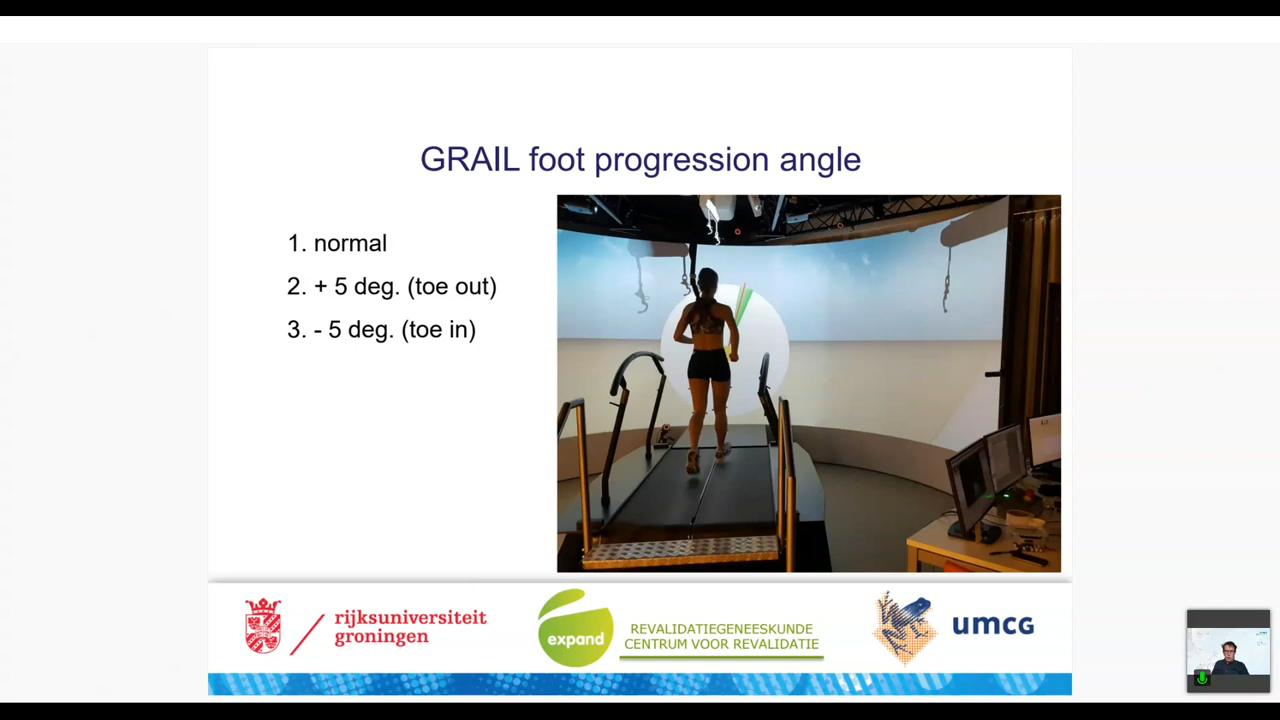 GRAIL foot progression angle
1. normal
2. + 5 deg. (toe out)
3. - 5 deg. (toe in)
rijksuniversiteit
groningen
expand
REVALIDATIEGENEESKUNDE
CENTRUM VOOR REVALIDATIE
umcg